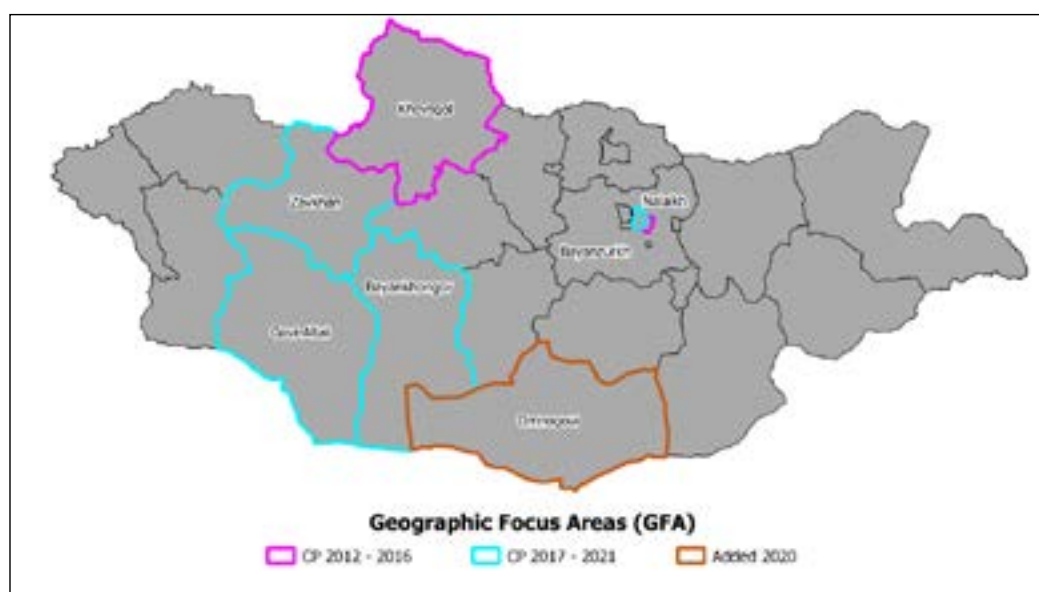 Khovsgol
Zavkhan
Nalaikh
Bayanzurkh
Bayankhongor
Govi-Altai
Omnogovi
Geographic Focus Areas (GFA)
CP 2012 - 2016 CP 2017 - 2021 Added 2020